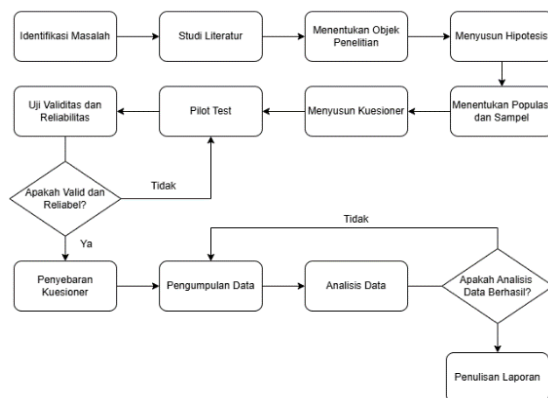 Identifikasi Masalah
Studi Literatur
Menentukan Objek
Penelitian
Menyusun Hipotesis
Uji Validitas dan
Reliabilitas
Pilot Test
Menyusun Kuesioner
Menentukan Populas
dan Sampel
Apakah Valid dan
Reliabel?
Tidak
Ya
Tidak
Penyebaran
Kuesioner
Pengumpulan Data
Analisis Data
Apakah Analisis
Data Berhasil?
Penulisan Laporan